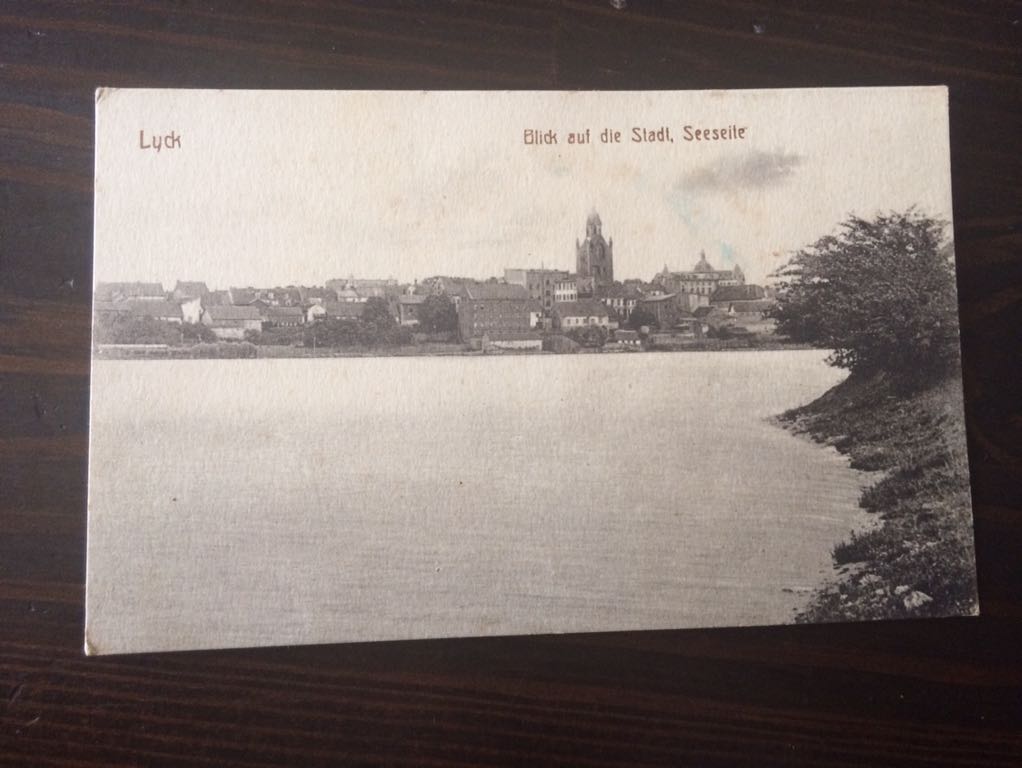 Lyck
Blick auf die Stadt, Seeseite